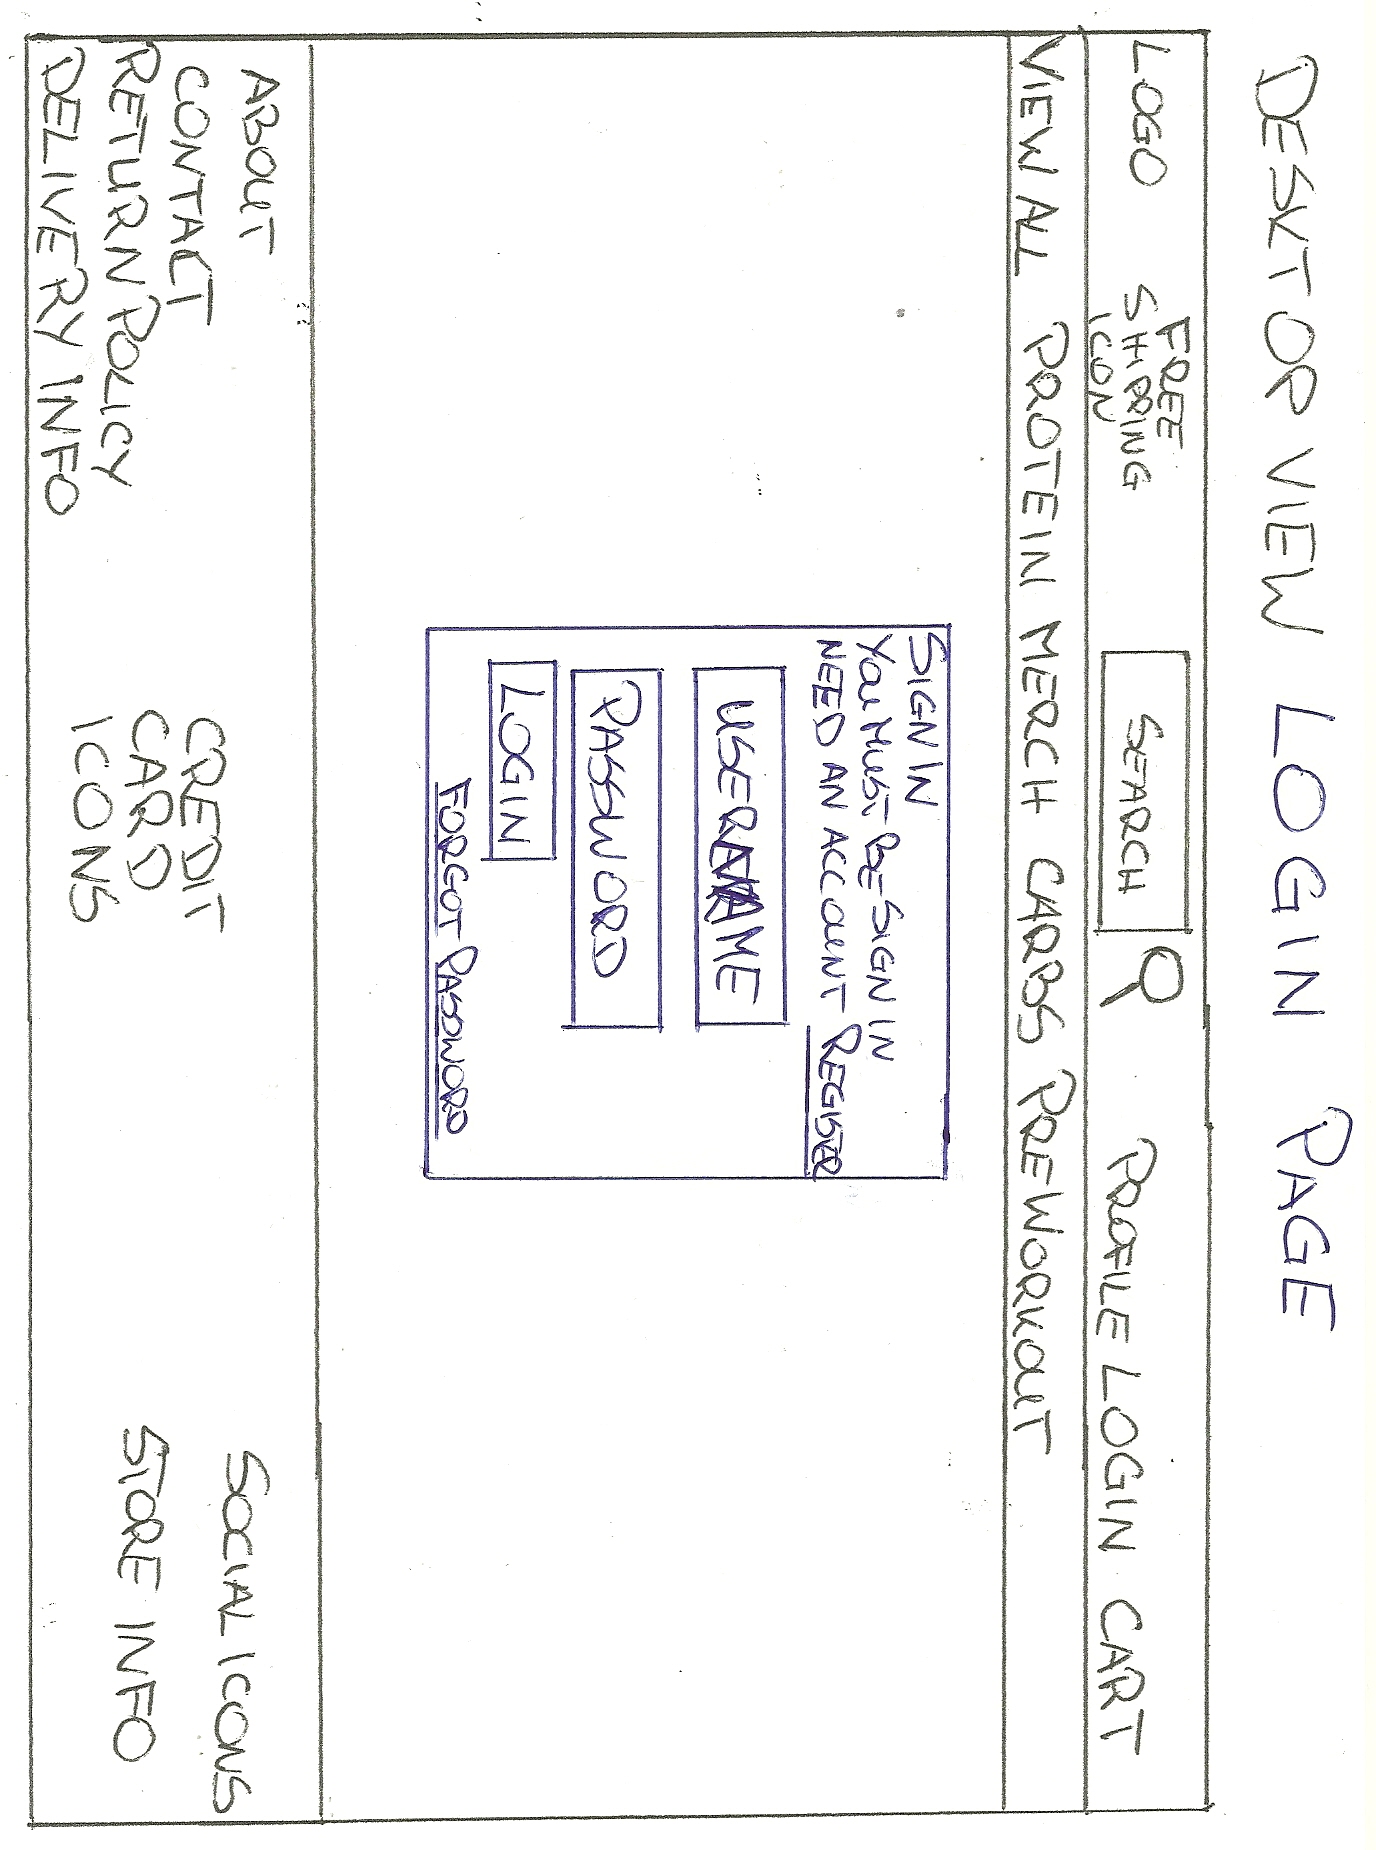 DESKTOP VIEW LOGIN PAGE
LOGO
FREE
SHIPPING
ICON
SEARCH
PROFILE LOGIN CART
VIEW ALL PROTEIN MERCH CARBS PREWORKOUT
SIGN IN
YOU MUST BE SIGN IN
NEED AN ACCOUNT REGISTER
USERNAME
PASSWORD
LOGIN
FORGOT PASSWORD
ABOUT
CONTACT
RETURN POLICY
DELIVERY INFO
CREDIT
CARD
ICONS
SOCIAL ICONS
STORE INFO